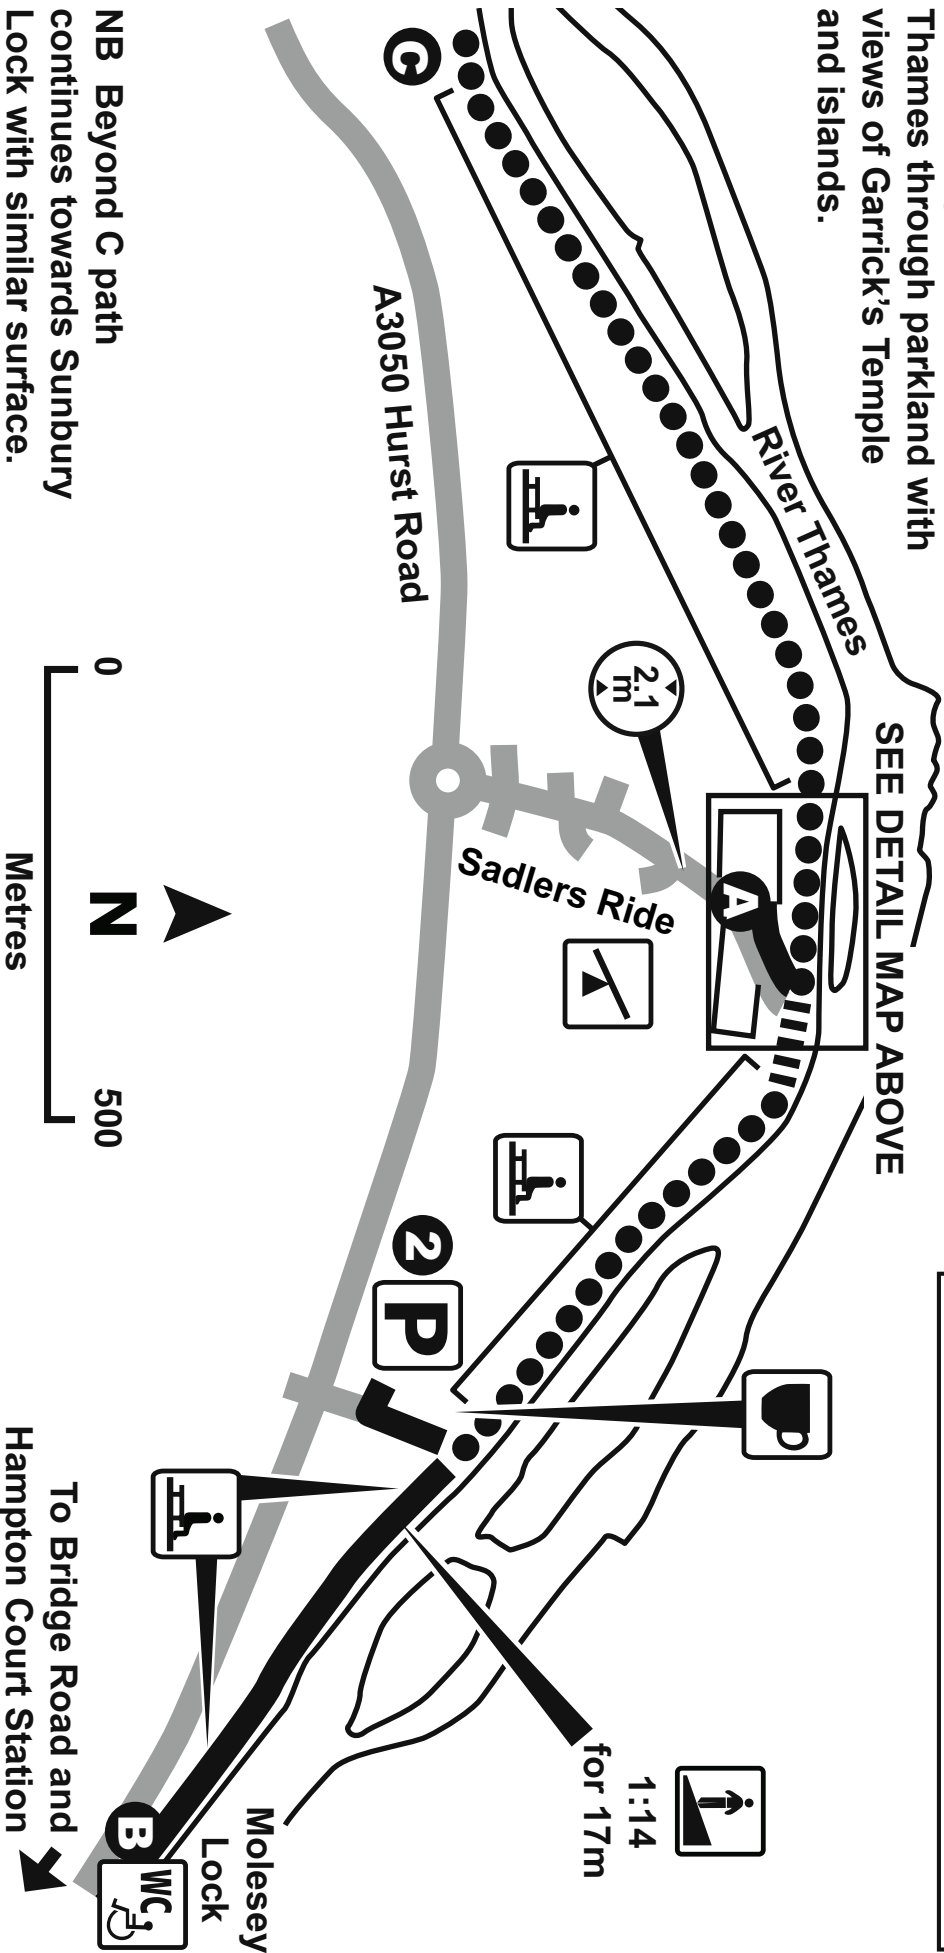 Thames through parkland with
views of Garrick's Temple
and islands.
River Thames
SEE DETAIL MAP ABOVE
C
A3050 Hurst Road
2.1
m
A
Sadlers Ride
2
P
1:14
for 17m
Molesey
Lock
B
WC
NB Beyond C path
continues towards Sunbury
Lock with similar surface.
0
500
N
Metres
To Bridge Road and
Hampton Court Station